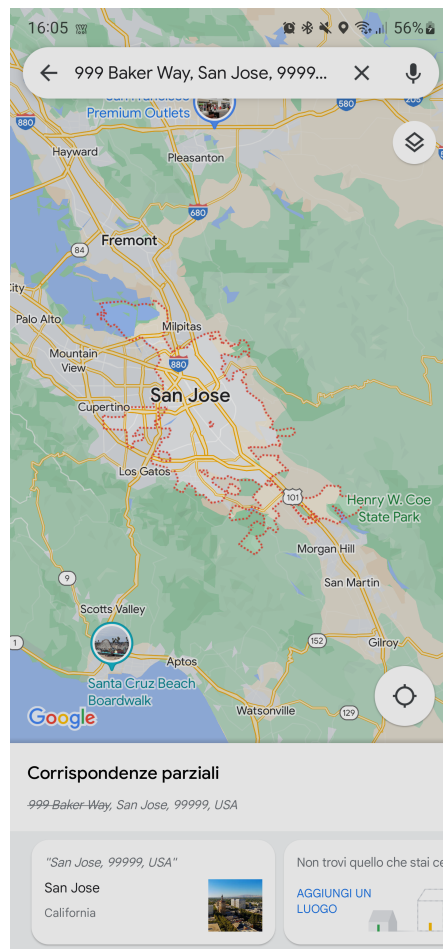 16:05
56%
999 Baker Way, San Jose, 9999...
Premium Outlets
880
580
Hayward
Pleasanton
680
Fremont
84
City
Palo Alto
Milpitas
Mountain
View
880
San Jose
Cupertino
Los Gatos
101
Henry W. Coe
State Park
Morgan Hill
San Martin
9
Scotts Valley
1
152
Gilroy
Aptos
Santa Cruz Beach
Boardwalk
Watsonville
129
Google
Corrispondenze parziali
999 Baker Way, San Jose, 99999, USA
"San Jose, 99999, USA"
San Jose
California
Non trovi quello che stai ce
AGGIUNGI UN
LUOGO